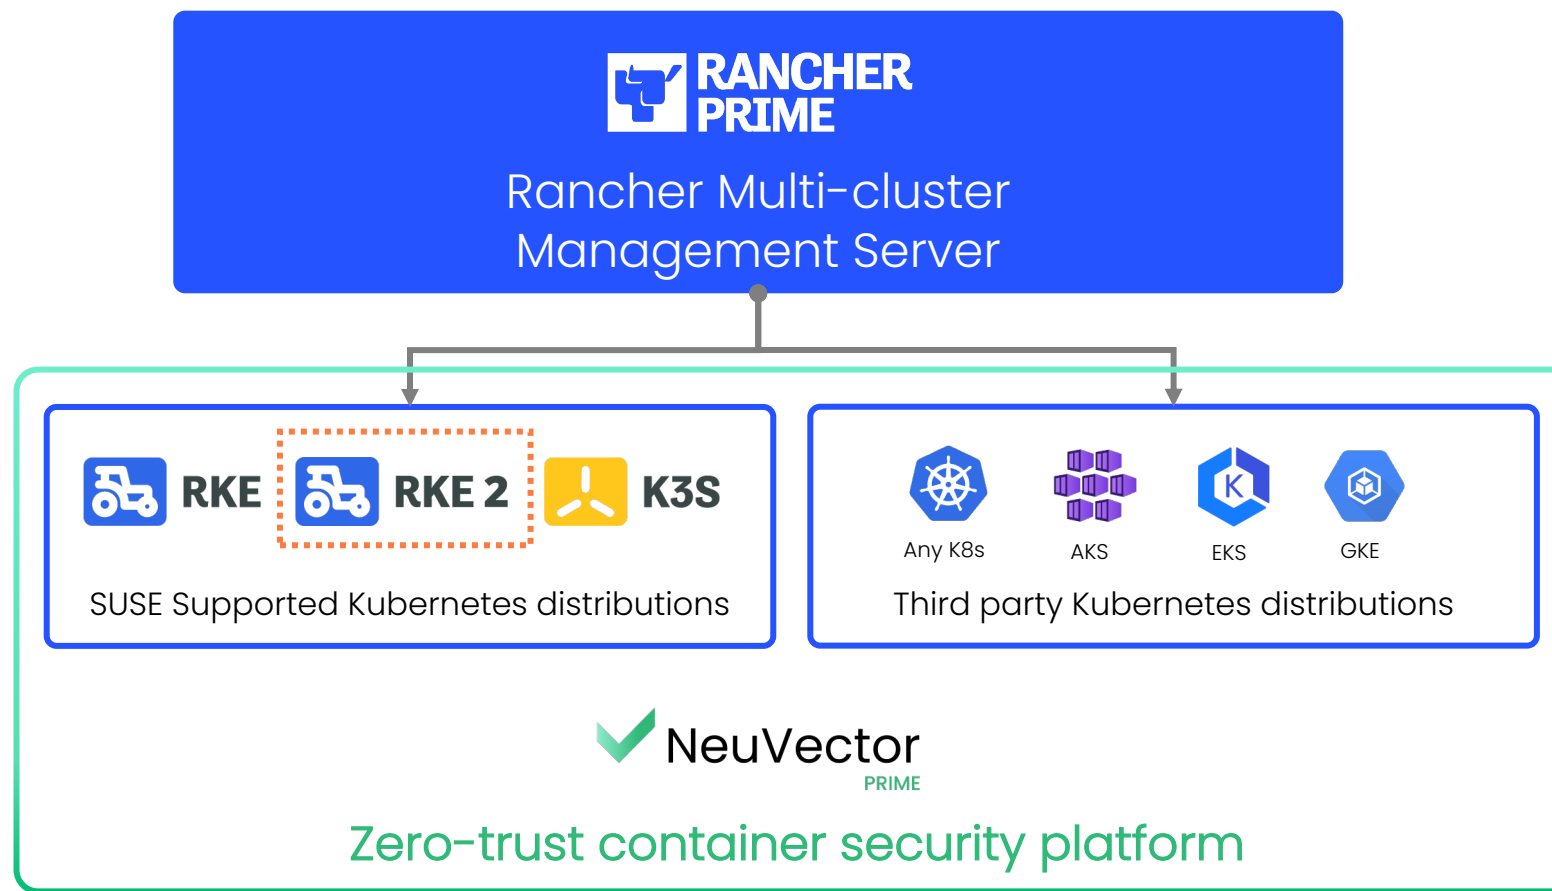 RANCHER
PRIME
Rancher Multi-cluster
Management Server
RKE
RKE 2
K3S
SUSE Supported Kubernetes distributions
K
Any K8s
AKS
EKS
GKE
Third party Kubernetes distributions
NeuVector
PRIME
Zero-trust container security platform